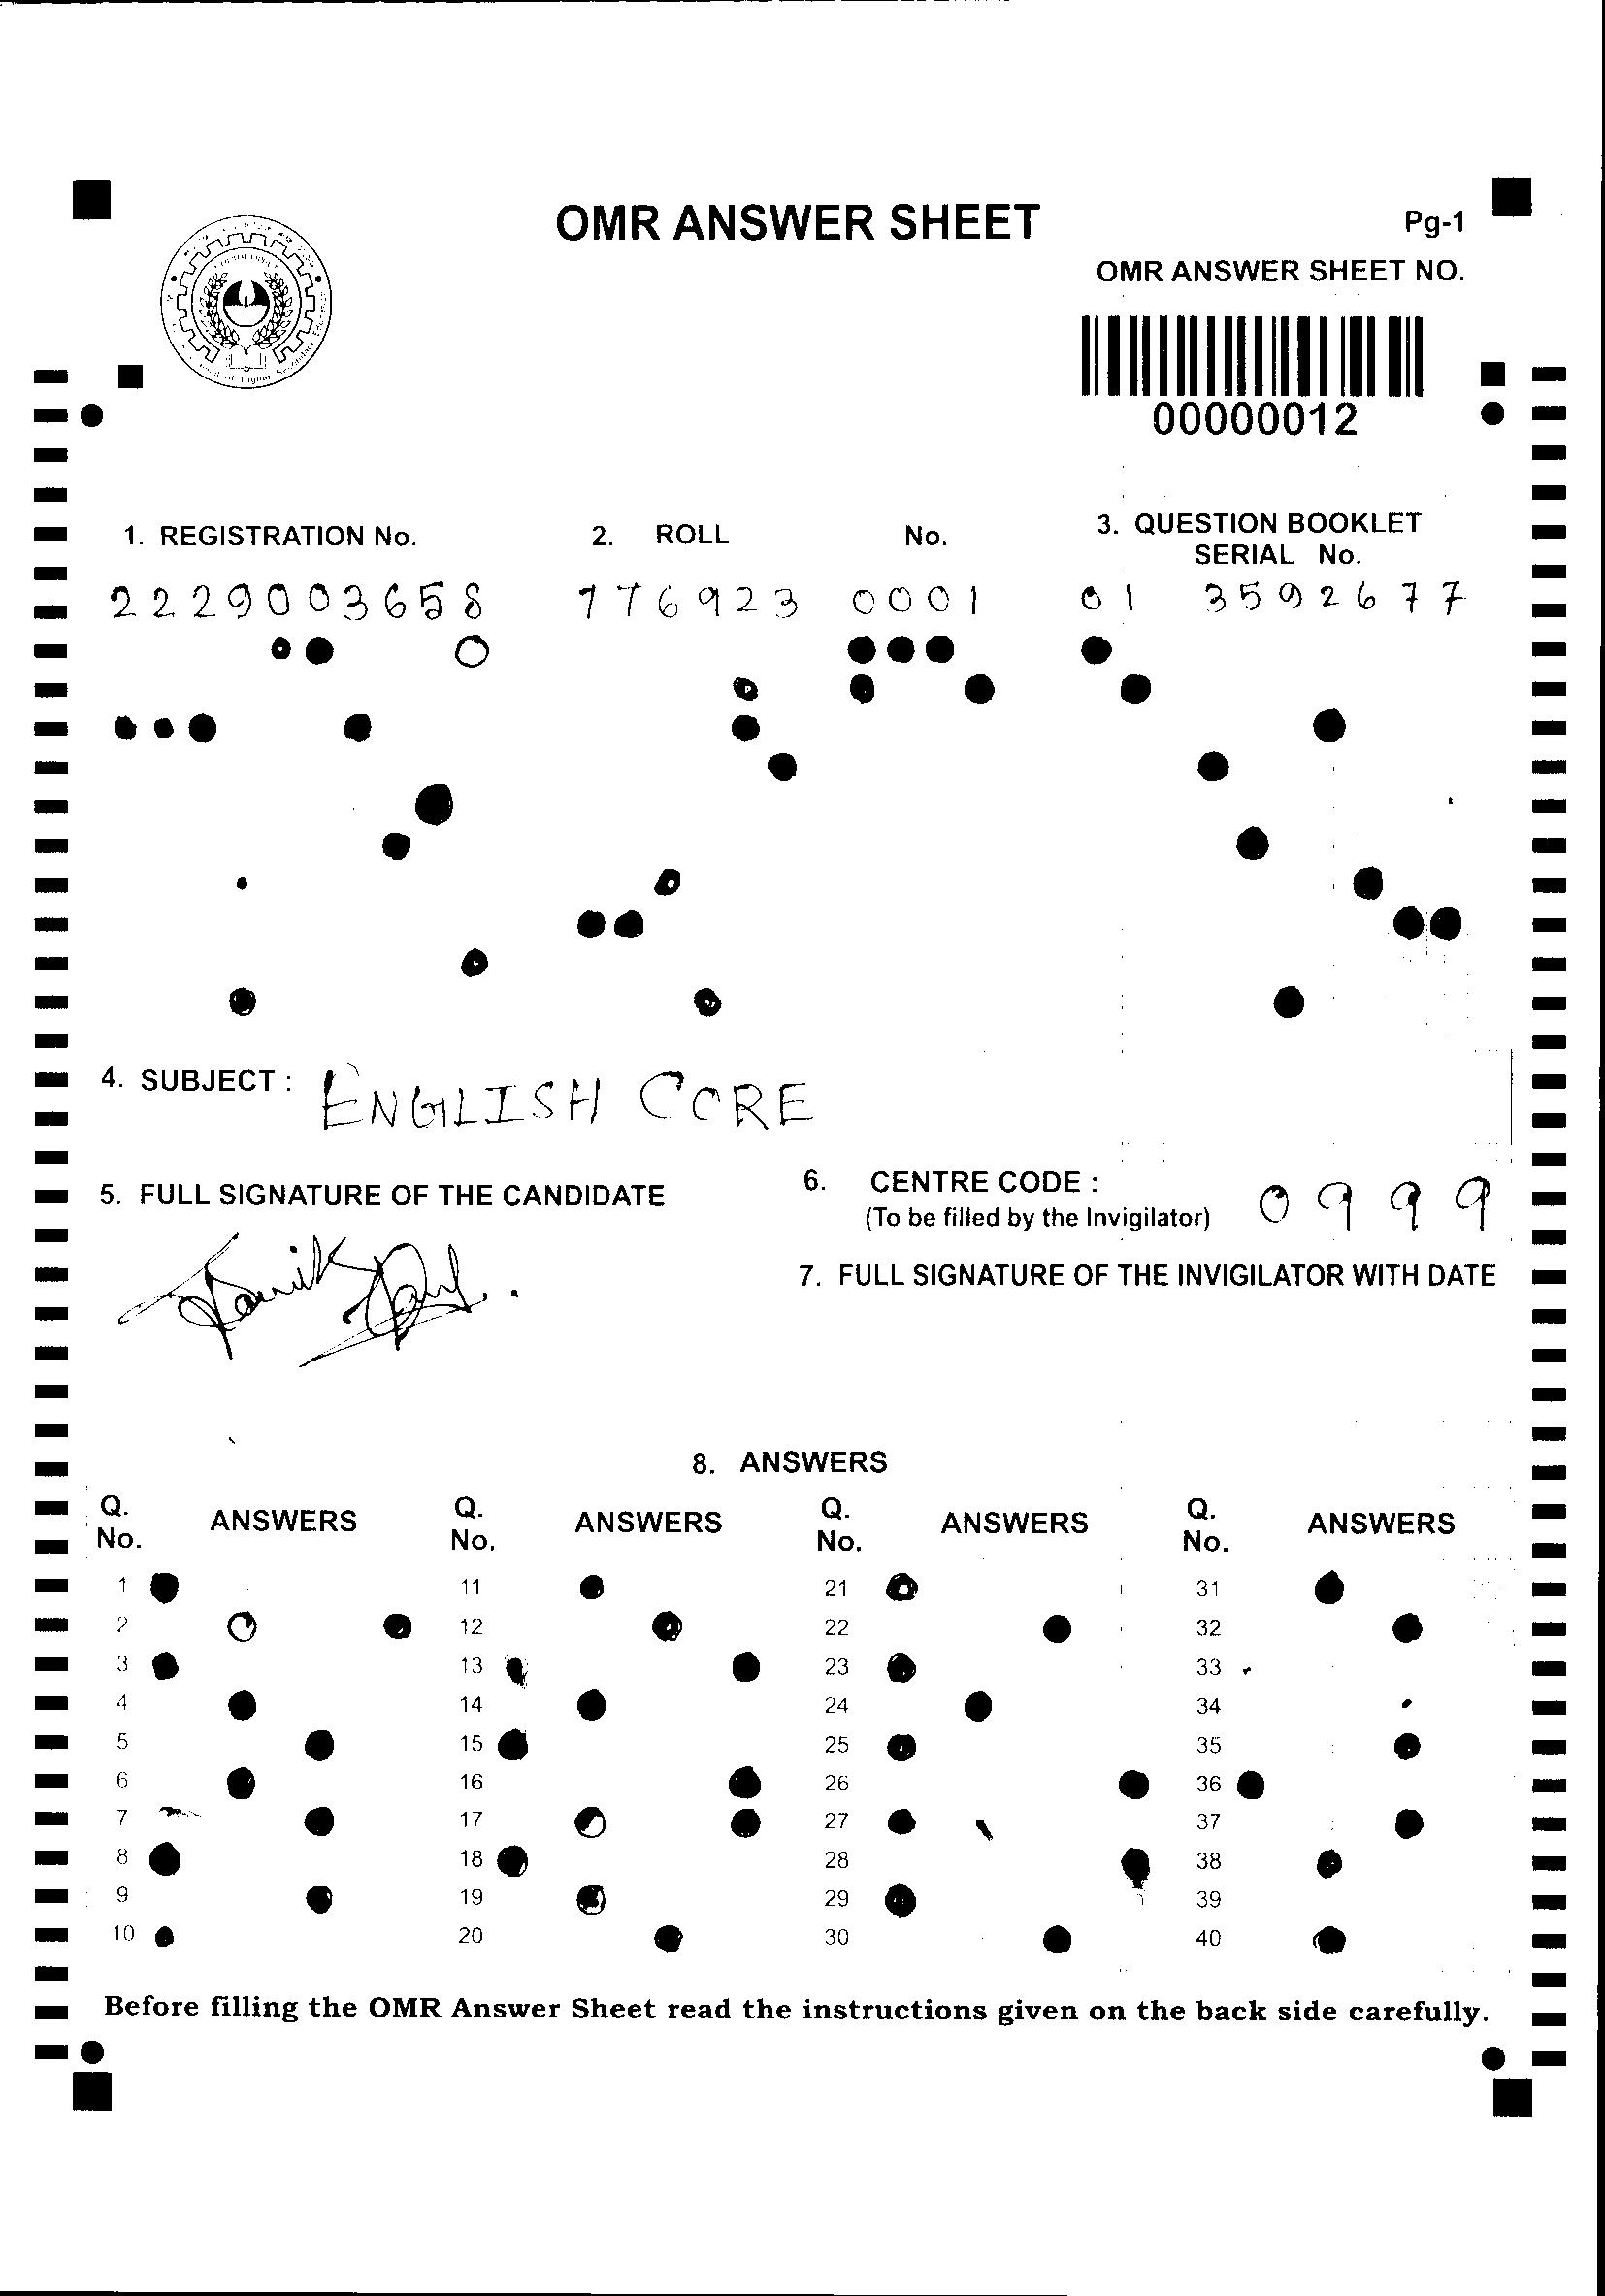 OMR ANSWER SHEET
Pg-1
OMR ANSWER SHEET NO.
00000012
1. REGISTRATION No.
2. ROLL No.
3. QUESTION BOOKLET
SERIAL No.
2229003658
776923 0001
01 3592677
4. SUBJECT : ENGLISH CORE
5. FULL SIGNATURE OF THE CANDIDATE
6. CENTRE CODE : 0999
(To be filled by the Invigilator)
7. FULL SIGNATURE OF THE INVIGILATOR WITH DATE
8. ANSWERS
Q. Q. Q. Q.
No. ANSWERS No. ANSWERS No. ANSWERS No. ANSWERS
1 11 21 31
2 12 22 32
3 13 23 33
4 14 24 34
5 15 25 35
6 16 26 36
7 17 27 37
8 18 28 38
9 19 29 39
10 20 30 40
Before filling the OMR Answer Sheet read the instructions given on the back side carefully.